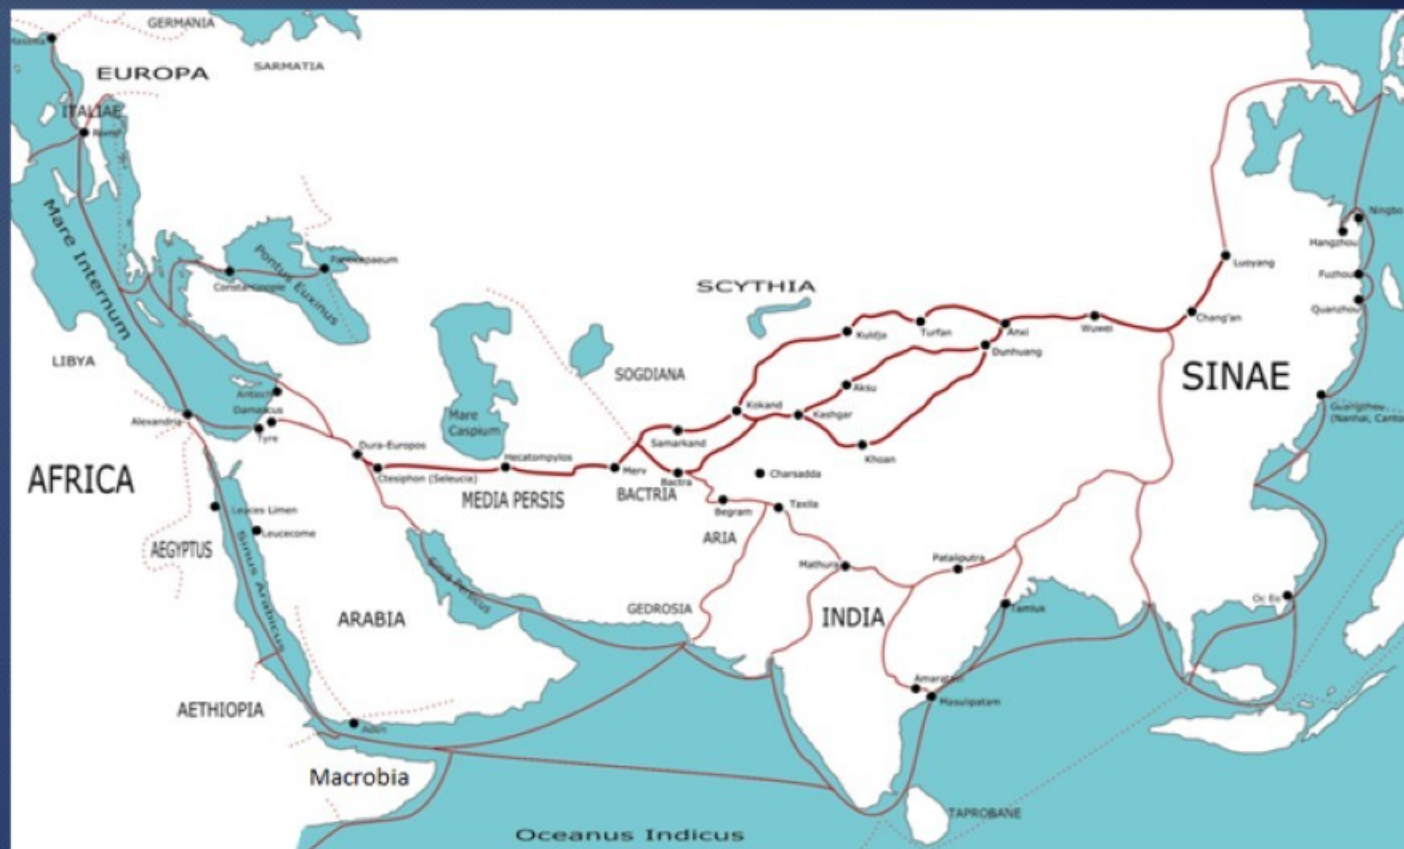 GERMANIA
EUROPA
SARMATIA
ITALIAE
Mare Internum
LIBYA
Pontus Euxinus
Panticapaeum
Constantinople
Antioch
Damascus
Tyre
Alexandria
AFRICA
Dura-Europos
Ctesiphon (Seleucia)
Hecatompylos
MEDIA PERSIS
Mare
Caspium
SCYTHIA
SOGDIANA
Merv
BACTRIA
Samarkand
Bactra
Kokand
Kashgar
Kuldja
Turfan
Aksu
Khoan
Anxi
Dunhuang
Wuwei
Chang'an
Luoyang
SINAE
Ningbo
Hangzhou
Fuzhou
Quanzhou
Guangzhou
(Nanhai, Canto
Charsadda
Begram
Taxila
ARIA
Mathura
Pataliputra
INDIA
GEDROSIA
Tamluk
Masulipatam
Oc Eo
TAPROBANE
Leuces Limen
Leucecome
AEGYPTUS
Sinus Arabicus
ARABIA
AETHIOPIA
Aden
Macrobia
Oceanus Indicus